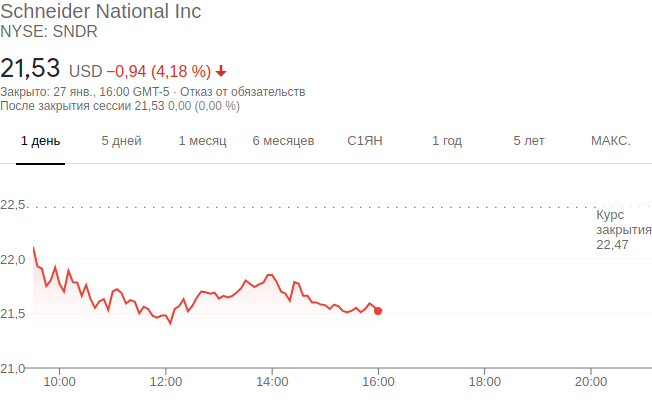 Schneider National Inc
NYSE: SNDR
21,53 USD −0,94 (4,18 %)
Закрыто: 27 янв., 16:00 GMT-5 · Отказ от обязательств
После закрытия сессии 21,53 0,00 (0,00 %)
1 день 5 дней 1 месяц 6 месяцев С1ЯН 1 год 5 лет МАКС.
22,5
Курс
закрытия
22,47
22,0
21,5
21,0
10:00 12:00 14:00 16:00 18:00 20:00